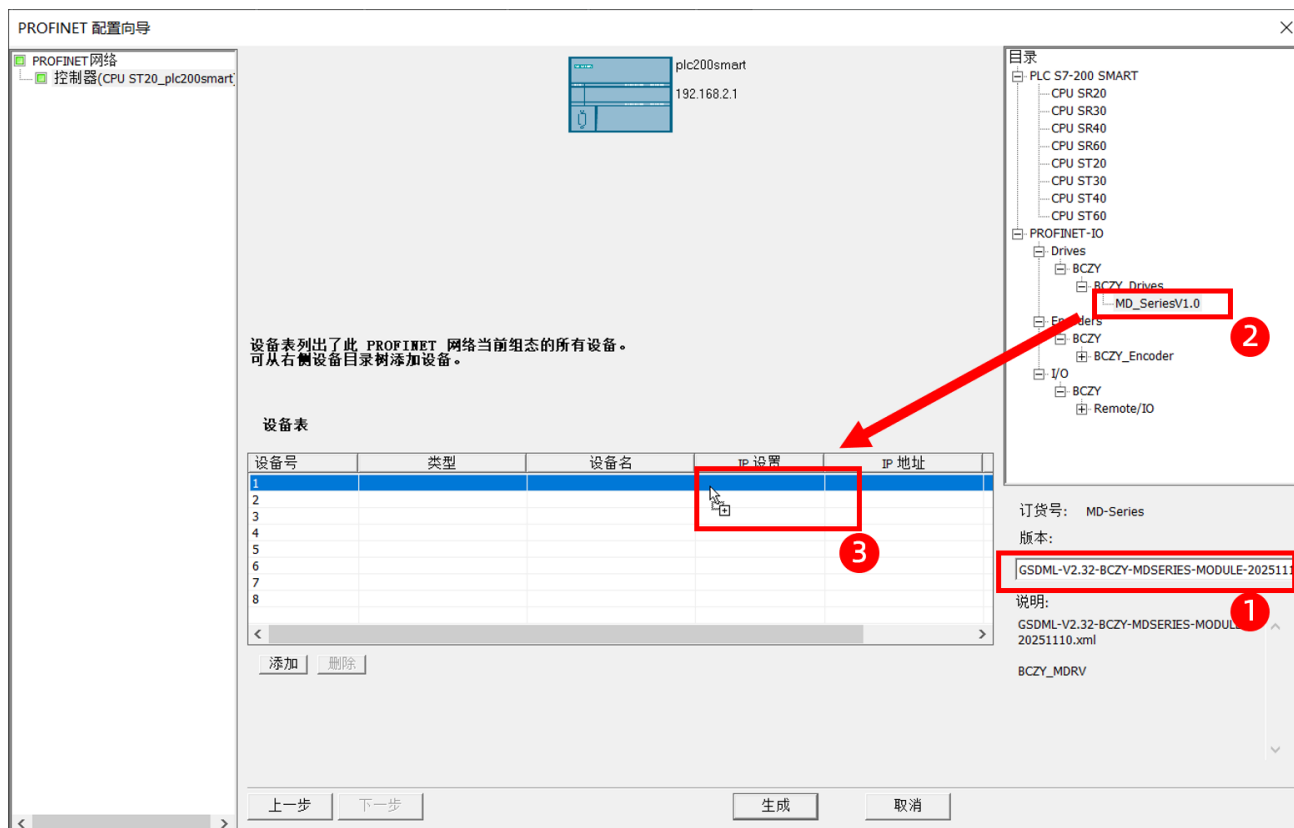 PROFINET 配置向导
PROFINET网络
控制器(CPU ST20_plc200smart
plc200smart
192.168.2.1
设备表列出了此 PROFINET 网络当前组态的所有设备。
可从右侧设备目录树添加设备。
设备表
设备号 类型 设备名 IP 设置 IP 地址
1
2
3
4
5
6
7
8
3
添加 删除
上一步 下一步 生成 取消
目录
PLC S7-200 SMART
CPU SR20
CPU SR30
CPU SR40
CPU SR60
CPU ST20
CPU ST30
CPU ST40
CPU ST60
PROFINET-IO
Drives
BCZY
BCZY_Drives
MD_SeriesV1.0
2
Encoders
BCZY
BCZY_Encoder
I/O
BCZY
Remote/IO
订货号: MD-Series
版本:
GSDML-V2.32-BCZY-MDSERIES-MODULE-2025111
1
说明:
GSDML-V2.32-BCZY-MDSERIES-MODULE-
20251110.xml
BCZY_MDRV